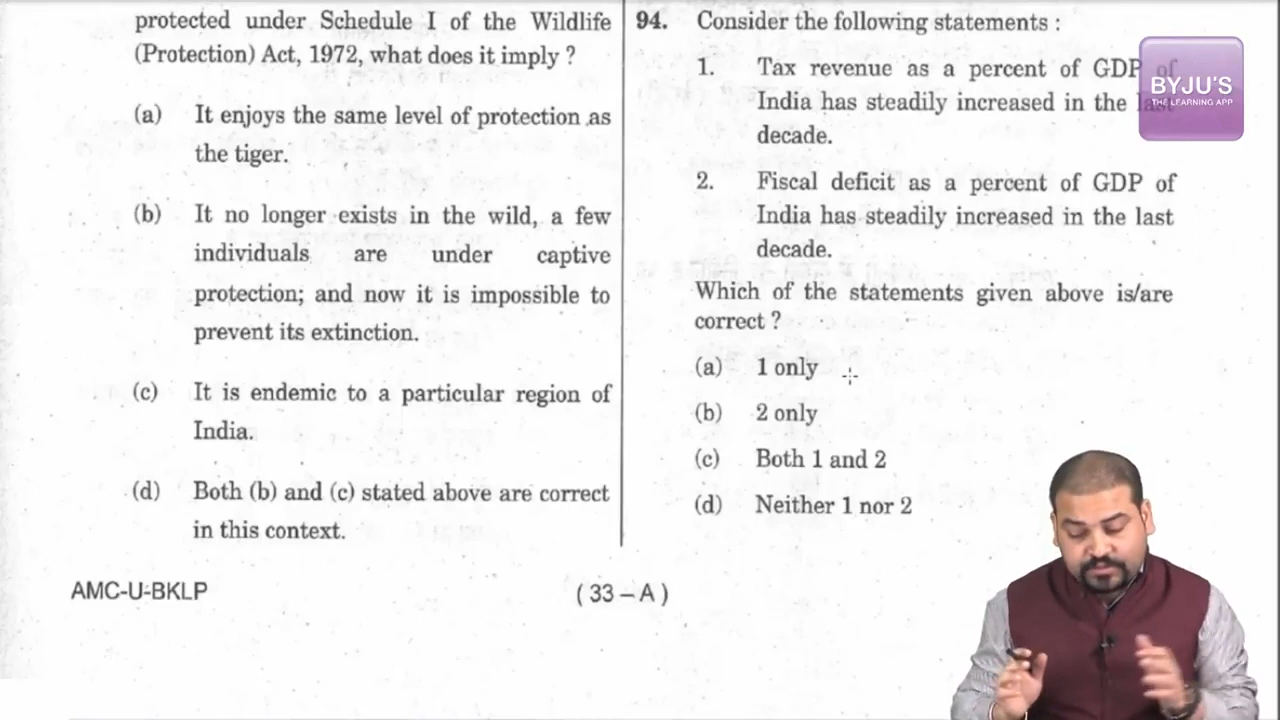 protected under Schedule I of the Wildlife
(Protection) Act, 1972, what does it imply ?
(a) It enjoys the same level of protection as
the tiger.
(b) It no longer exists in the wild, a few
individuals are under captive
protection; and now it is impossible to
prevent its extinction.
(c) It is endemic to a particular region of
India.
(d) Both (b) and (c) stated above are correct
in this context.
AMC-U-BKLP
( 33 – A )
94. Consider the following statements :
1. Tax revenue as a percent of GDP of
India has steadily increased in the last
decade.
2. Fiscal deficit as a percent of GDP of
India has steadily increased in the last
decade.
Which of the statements given above is/are
correct ?
(a) 1 only
(b) 2 only
(c) Both 1 and 2
(d) Neither 1 nor 2
BYJU'S
THE LEARNING APP